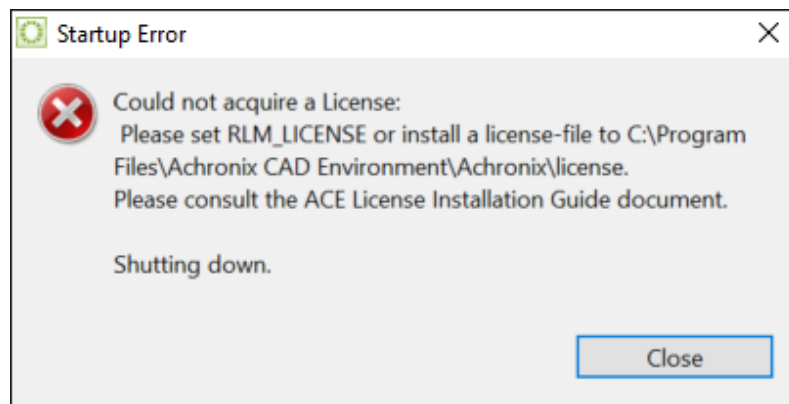 Startup Error
Could not acquire a License:
Please set RLM_LICENSE or install a license-file to C:\Program
Files\Achronix CAD Environment\Achronix\license.
Please consult the ACE License Installation Guide document.
Shutting down.
Close